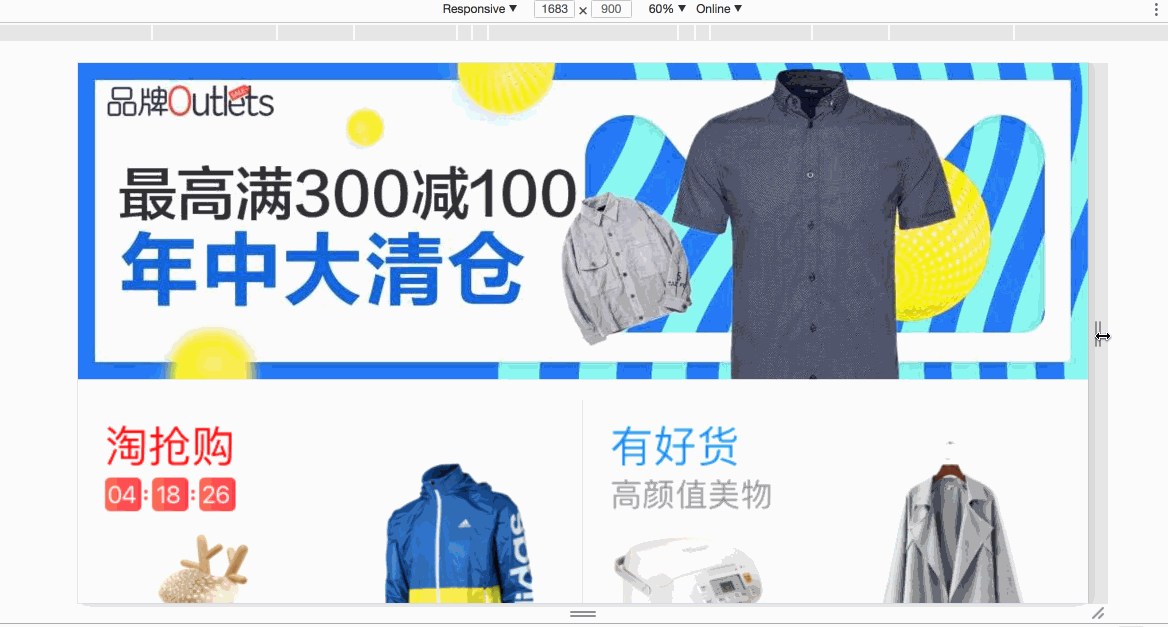 Responsive ▼ 1683 × 900 60% ▼ Online ▼
品牌Outlets
SALE
最高满300减100
年中大清仓
淘抢购
04:18:26
有好货
高颜值美物
adidas